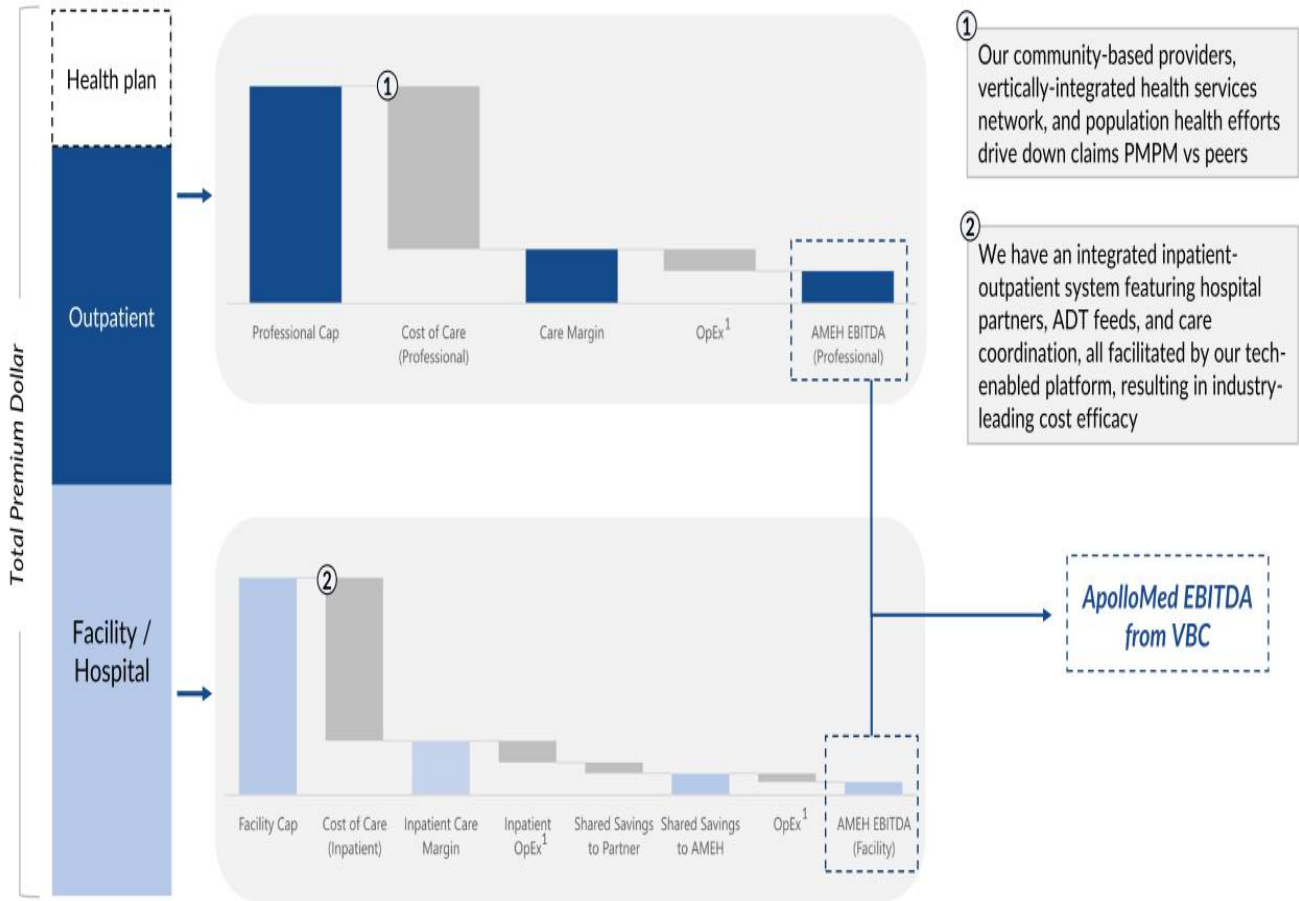 Total Premium Dollar
Health plan
Outpatient
Facility /
Hospital
1
Professional Cap
Cost of Care
(Professional)
Care Margin
OpEx1
AMEH EBITDA
(Professional)
2
Facility Cap
Cost of Care
(Inpatient)
Inpatient Care
Margin
Inpatient
OpEx1
Shared Savings
to Partner
Shared Savings
to AMEH
OpEx1
AMEH EBITDA
(Facility)
1
Our community-based providers,
vertically-integrated health services
network, and population health efforts
drive down claims PMPM vs peers
2
We have an integrated inpatient-
outpatient system featuring hospital
partners, ADT feeds, and care
coordination, all facilitated by our tech-
enabled platform, resulting in industry-
leading cost efficacy
ApolloMed EBITDA
from VBC